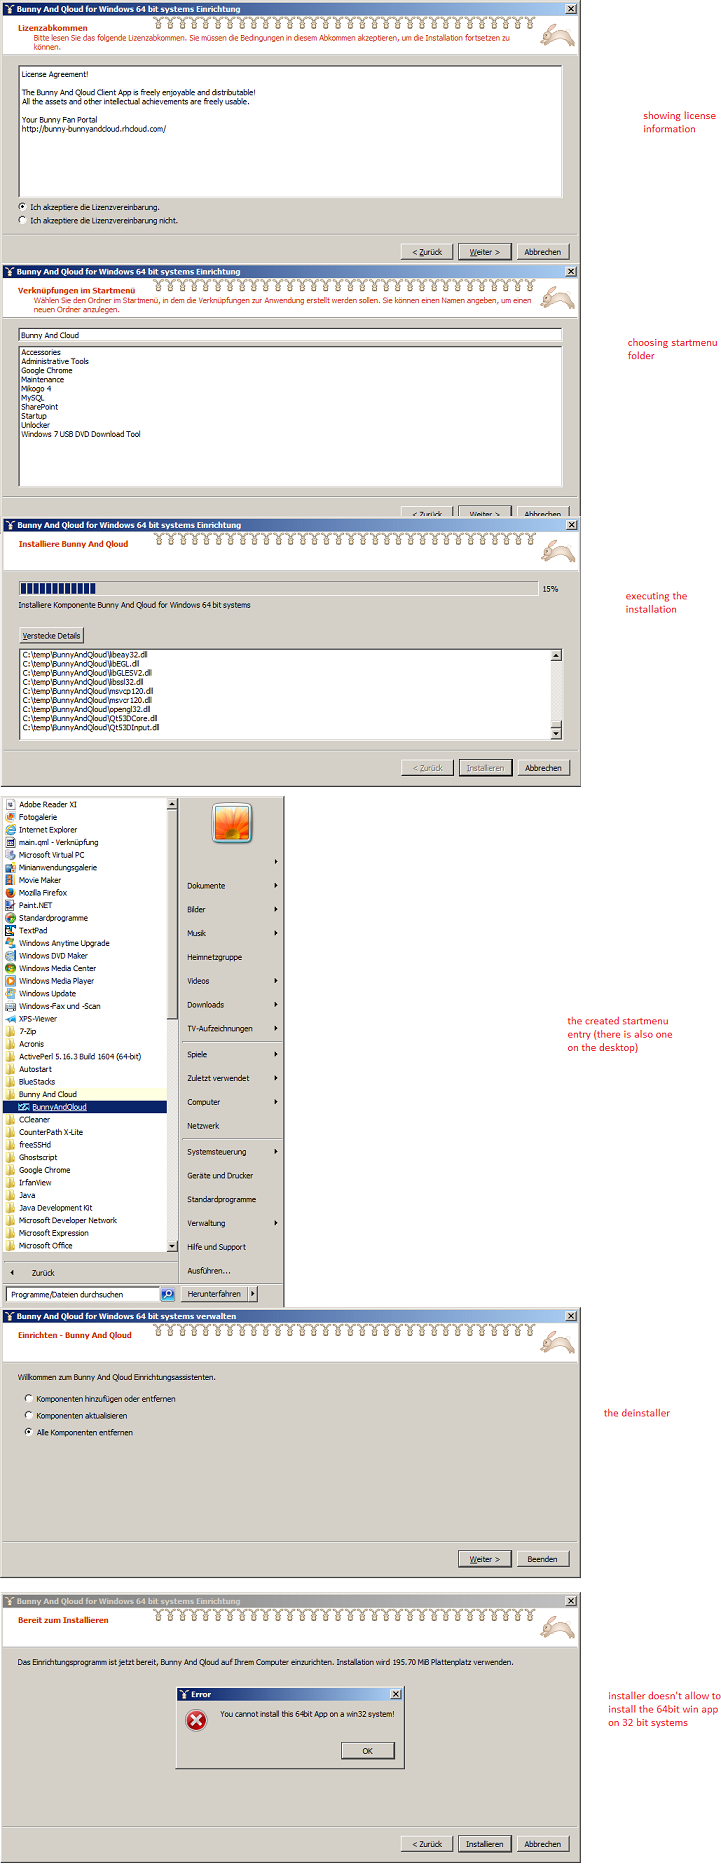 Bunny And Qloud for Windows 64 bit systems Einrichtung
Lizenzabkommen
Bitte lesen Sie das folgende Lizenzabkommen. Sie müssen die Bedingungen in diesem Abkommen akzeptieren, um die Installation fortsetzen zu
können.
License Agreement!
The Bunny And Qloud Client App is freely enjoyable and distributable!
All the assets and other intellectual achievements are freely usable.
Your Bunny Fan Portal
http://bunny-bunnyandcloud.rhcloud.com/
showing license
information
Ich akzeptiere die Lizenzvereinbarung.
Ich akzeptiere die Lizenzvereinbarung nicht.
< Zurück Weiter > Abbrechen
Bunny And Qloud for Windows 64 bit systems Einrichtung
Verknüpfungen im Startmenü
Wählen Sie den Ordner im Startmenü, in dem die Verknüpfungen zur Anwendung erstellt werden sollen. Sie können einen Namen angeben, um einen
neuen Ordner anzulegen.
Bunny And Cloud
choosing startmenu
folder
Accessories
Administrative Tools
Google Chrome
Maintenance
Mikogo 4
MySQL
SharePoint
Startup
Unlocker
Windows 7 USB DVD Download Tool
< Zurück Weiter > Abbrechen
Bunny And Qloud for Windows 64 bit systems Einrichtung
Installiere Bunny And Qloud
15%
Installiere Komponente Bunny And Qloud for Windows 64 bit systems
executing the
installation
Verstecke Details
C:\temp\BunnyAndQloud\libeay32.dll
C:\temp\BunnyAndQloud\libEGL.dll
C:\temp\BunnyAndQloud\libGLESV2.dll
C:\temp\BunnyAndQloud\libssl32.dll
C:\temp\BunnyAndQloud\msvcp120.dll
C:\temp\BunnyAndQloud\msvcr120.dll
C:\temp\BunnyAndQloud\opengl32.dll
C:\temp\BunnyAndQloud\Qt53DCore.dll
C:\temp\BunnyAndQloud\Qt53DInput.dll
< Zurück Installieren Abbrechen
Adobe Reader XI
Fotogalerie
Internet Explorer
main.qml - Verknüpfung
Microsoft Virtual PC
Minianwendungsgalerie
Movie Maker
Mozilla Firefox
Paint.NET
Standardprogramme
TextPad
Windows Anytime Upgrade
Windows DVD Maker
Windows Media Center
Windows Media Player
Windows Update
Windows-Fax und -Scan
XPS-Viewer
7-Zip
Acronis
ActivePerl 5.16.3 Build 1604 (64-bit)
Autostart
BlueStacks
Bunny And Cloud
BunnyAndQloud
CCleaner
CounterPath X-Lite
freeSSHd
Ghostscript
Google Chrome
IrfanView
Java
Java Development Kit
Microsoft Developer Network
Microsoft Expression
Microsoft Office
Zurück
Programme/Dateien durchsuchen
Dokumente
Bilder
Musik
Heimnetzgruppe
Videos
Downloads
TV-Aufzeichnungen
Spiele
Zuletzt verwendet
Computer
Netzwerk
Systemsteuerung
Geräte und Drucker
Standardprogramme
Verwaltung
Hilfe und Support
Ausführen...
Herunterfahren
the created startmenu
entry (there is also one
on the desktop)
Bunny And Qloud for Windows 64 bit systems verwalten
Einrichten - Bunny And Qloud
Willkommen zum Bunny And Qloud Einrichtungsassistenten.
Komponenten hinzufügen oder entfernen
Komponenten aktualisieren
Alle Komponenten entfernen
the deinstaller
Weiter > Beenden
Bunny And Qloud for Windows 64 bit systems Einrichtung
Bereit zum Installieren
Das Einrichtungsprogramm ist jetzt bereit, Bunny And Qloud auf Ihrem Computer einzurichten. Installation wird 195.70 MiB Plattenplatz verwenden.
Error
You cannot install this 64bit App on a win32 system!
OK
installer doesn't allow to
install the 64bit win app
on 32 bit systems
< Zurück Installieren Abbrechen